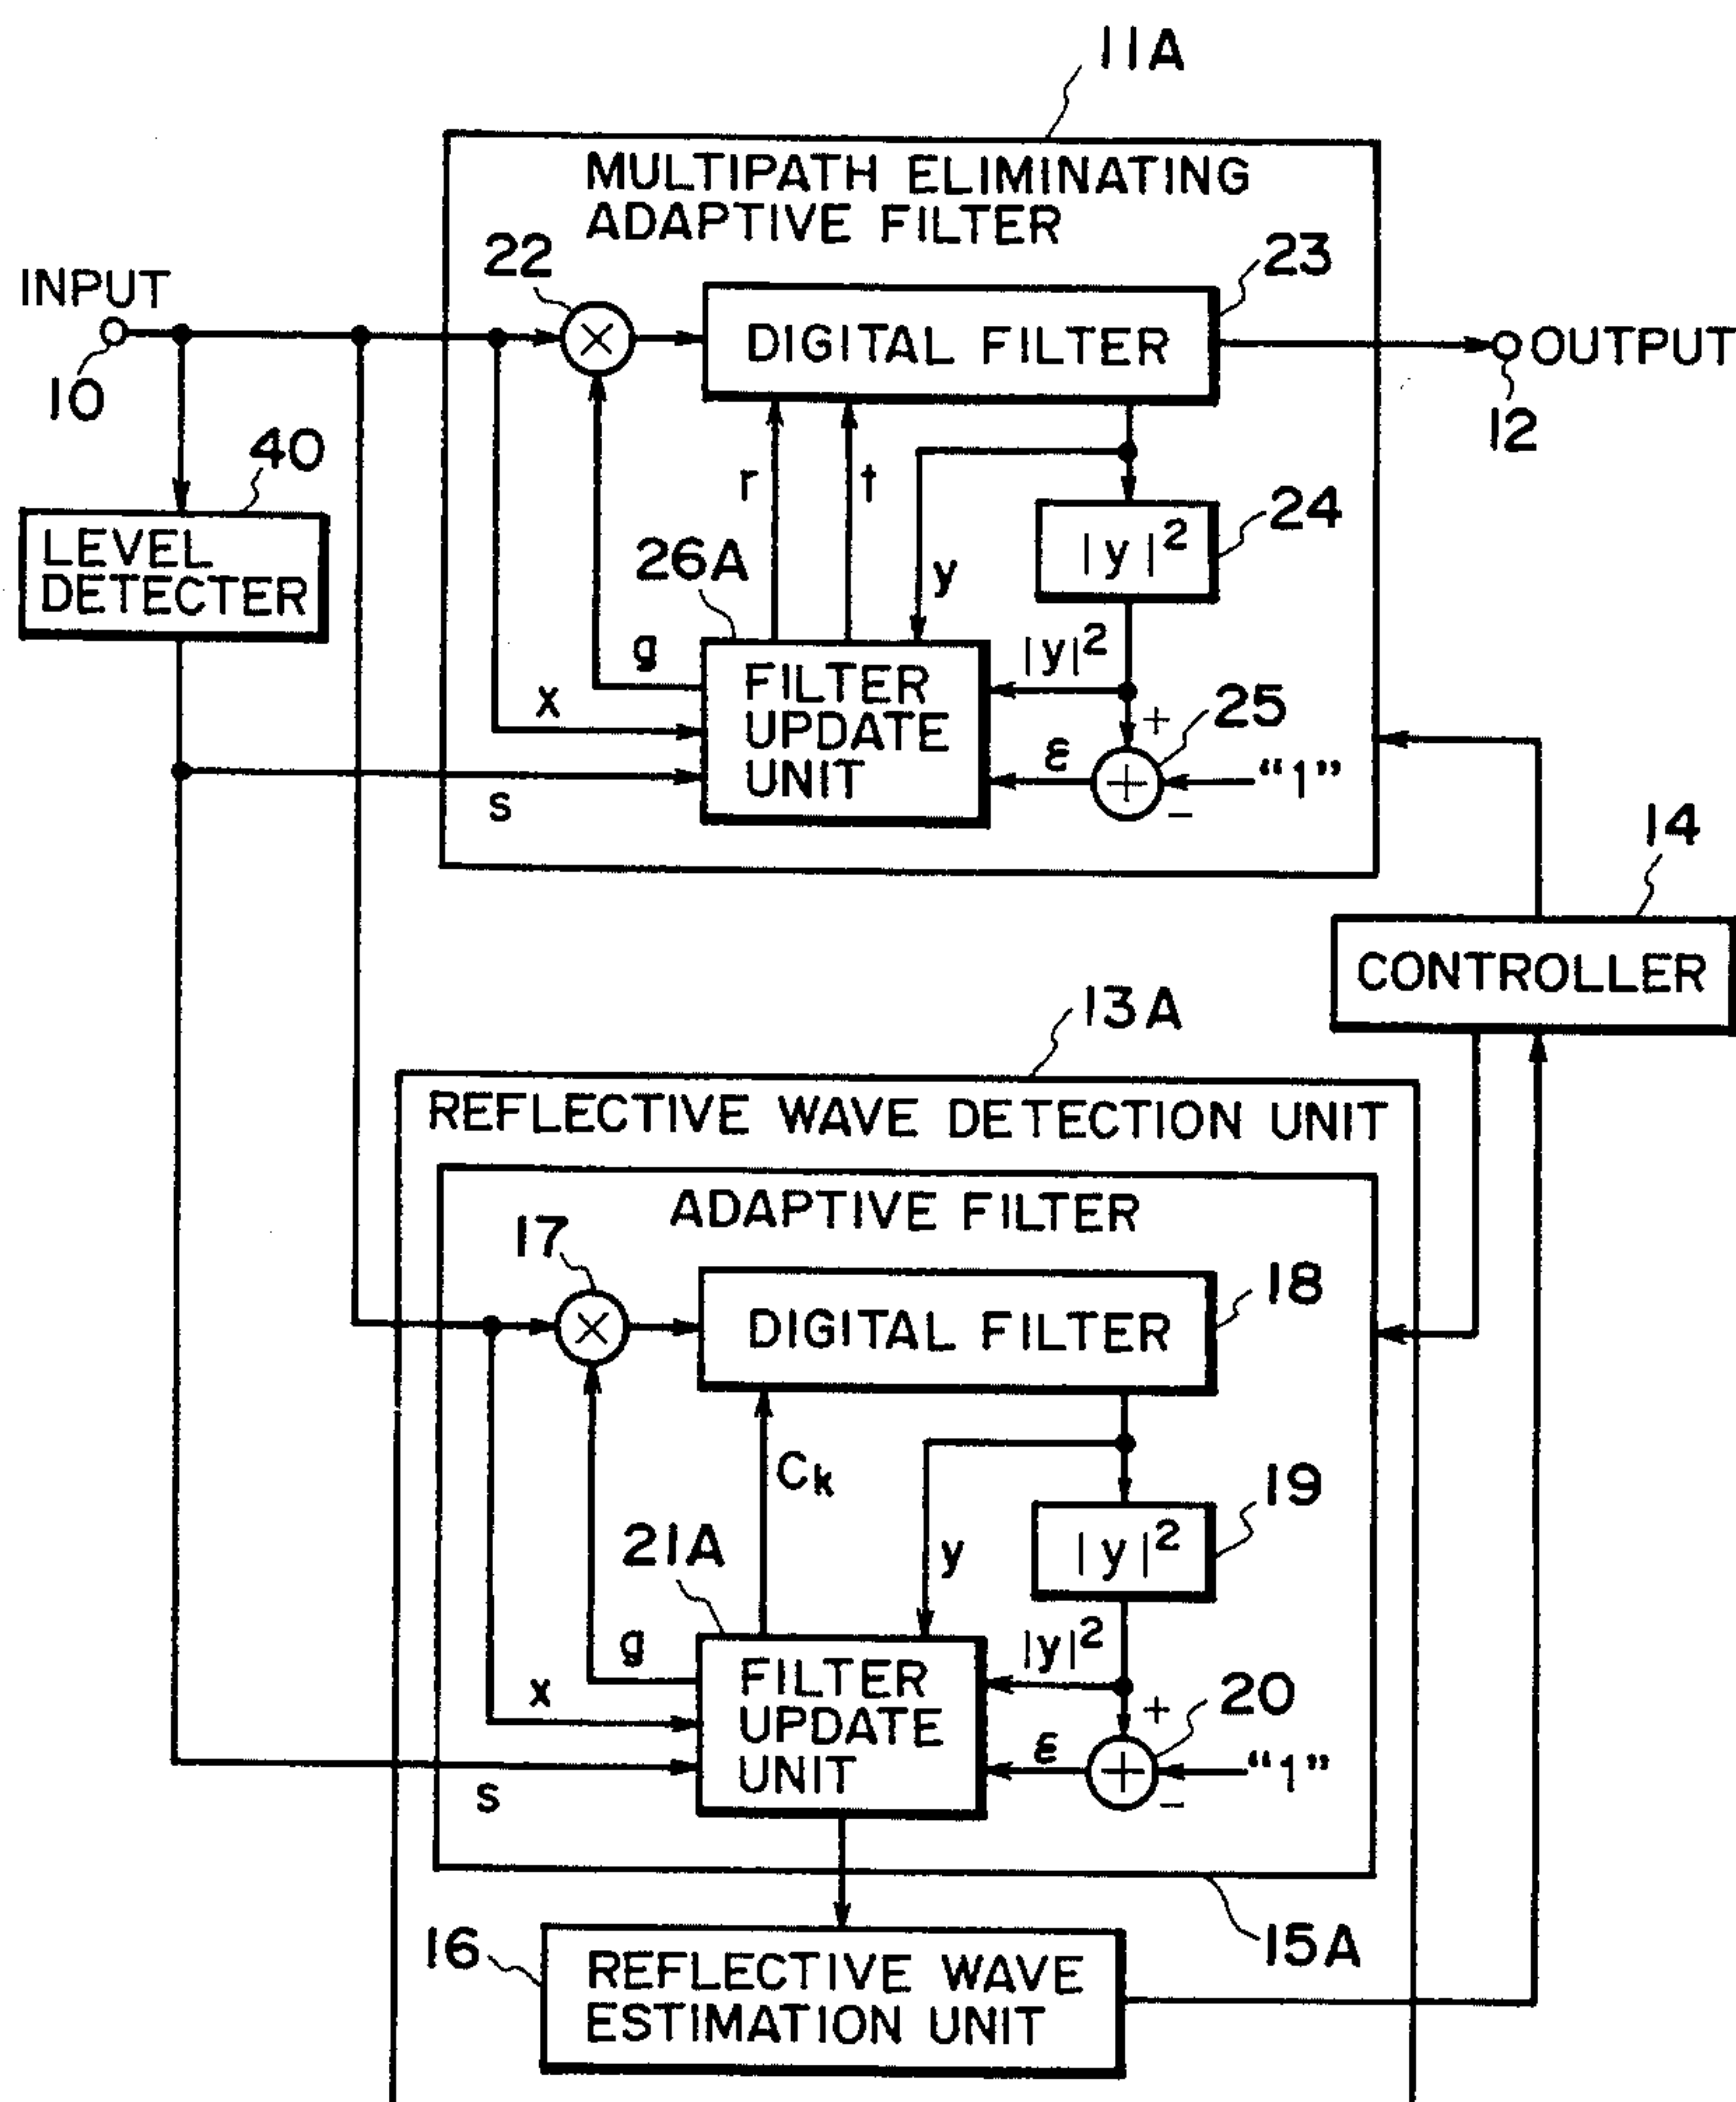 11A
MULTIPATH ELIMINATING
ADAPTIVE FILTER
22
23
INPUT
DIGITAL FILTER
OUTPUT
10
12
40
r
t
24
LEVEL
DETECTER
|y|²
26A
y
g
|y|²
x
FILTER
UPDATE
UNIT
+
25
ε
"1"
s
−
14
CONTROLLER
13A
REFLECTIVE WAVE DETECTION UNIT
ADAPTIVE FILTER
17
18
DIGITAL FILTER
Ck
19
|y|²
21A
y
g
|y|²
x
FILTER
UPDATE
UNIT
+
20
ε
"1"
s
−
16
15A
REFLECTIVE WAVE
ESTIMATION UNIT